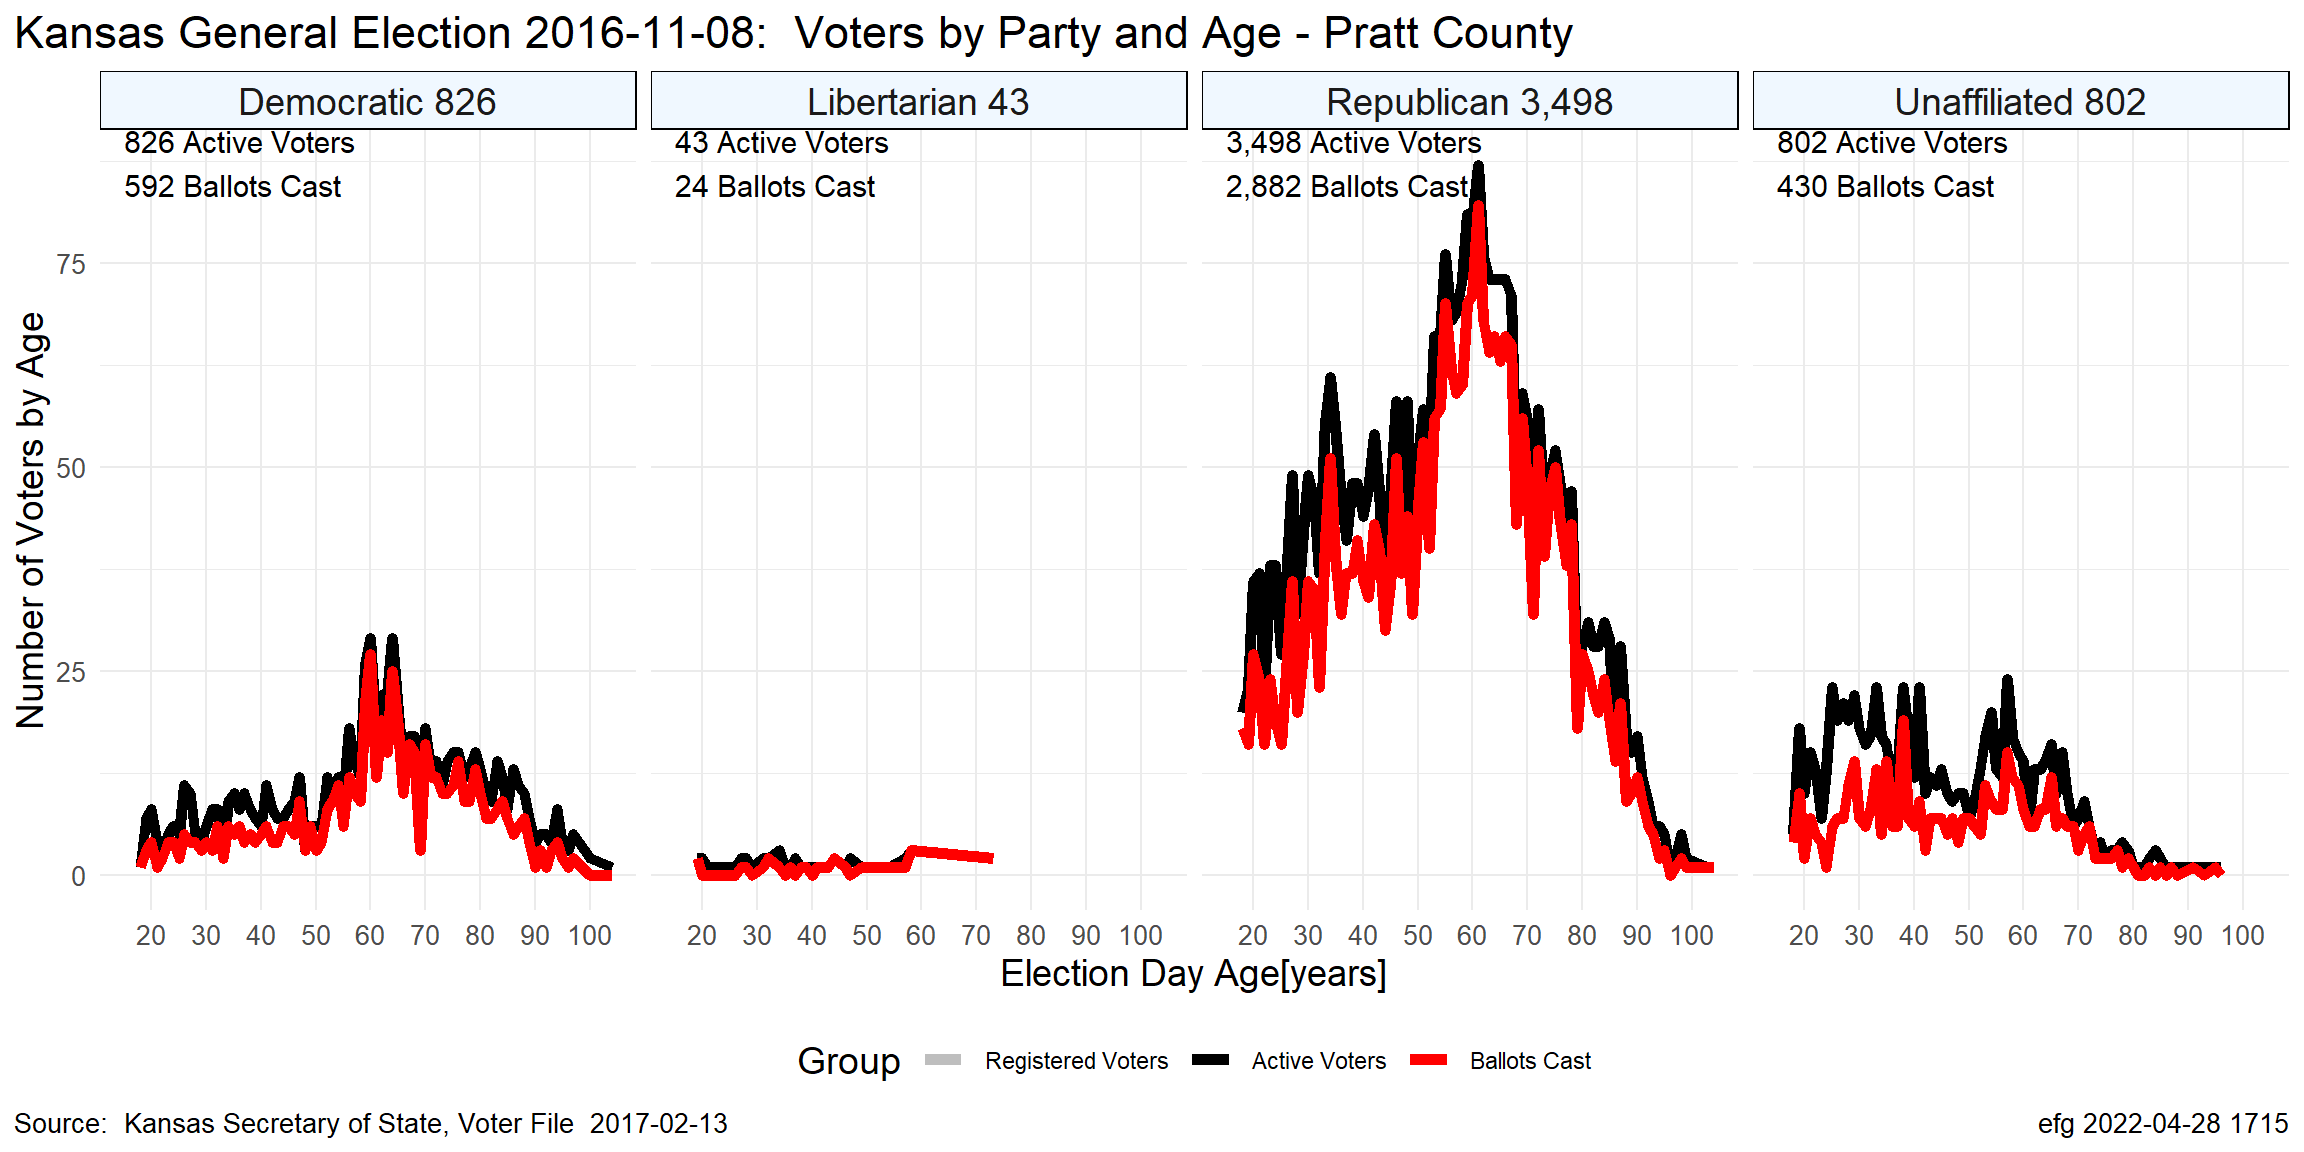 Kansas General Election 2016-11-08:  Voters by Party and Age - Pratt County
Democratic 826
Libertarian 43
Republican 3,498
Unaffiliated 802
826 Active Voters
592 Ballots Cast
43 Active Voters
24 Ballots Cast
3,498 Active Voters
2,882 Ballots Cast
802 Active Voters
430 Ballots Cast
Number of Voters by Age
75
50
25
0
20 30 40 50 60 70 80 90 100
20 30 40 50 60 70 80 90 100
20 30 40 50 60 70 80 90 100
20 30 40 50 60 70 80 90 100
Election Day Age[years]
Group Registered Voters Active Voters Ballots Cast
Source:  Kansas Secretary of State, Voter File  2017-02-13
efg 2022-04-28 1715